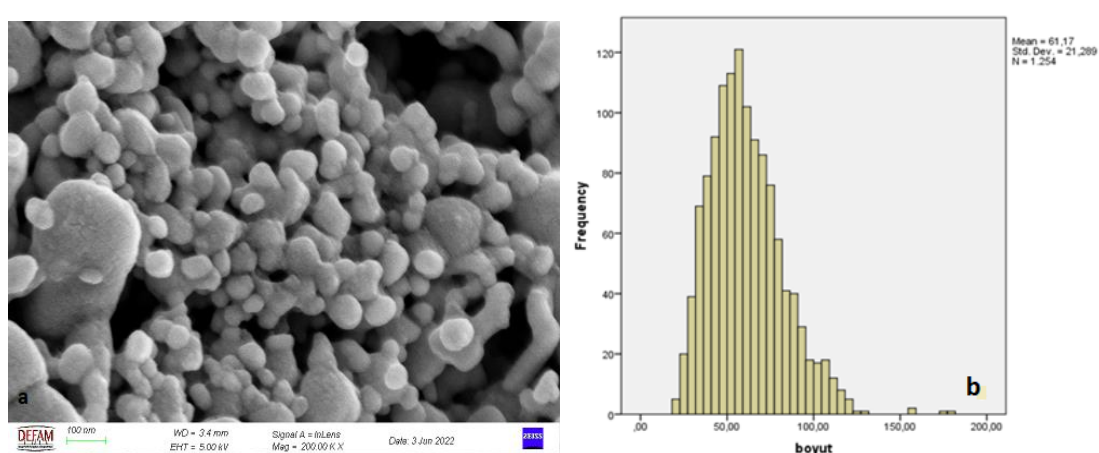 a
DEFAM
100 nm
WD = 3.4 mm
EHT = 5.00 kV
Signal A = InLens
Mag = 200.00 K X
Date: 3 Jun 2022
ZEISS
Mean = 61,17
Std. Dev. = 21,289
N = 1.254
Frequency
120
100
80
60
40
20
0
,00
50,00
100,00
150,00
200,00
boyut
b